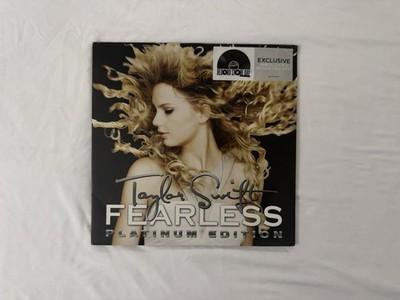 EXCLUSIVE
Taylor Swift
FEARLESS
PLATINUM EDITION